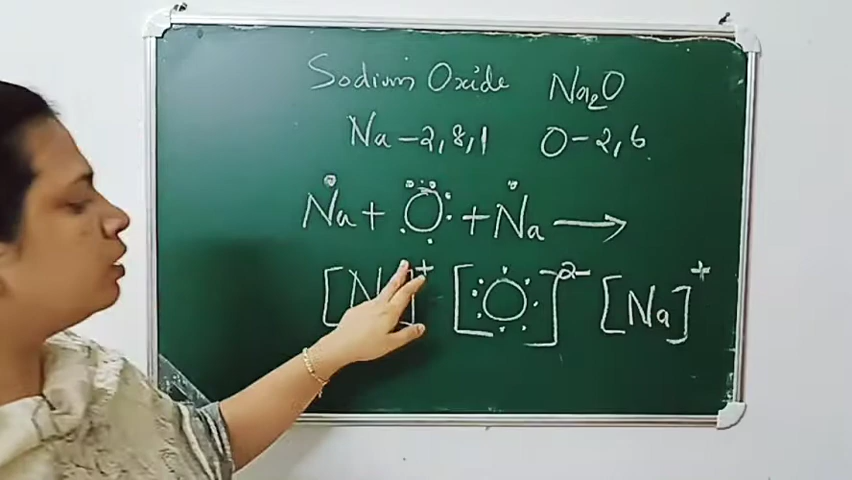 Sodium Oxide Na₂O
Na-2,8,1 O-2,6
Na + O + Na →
[Na]⁺ [O]²⁻ [Na]⁺